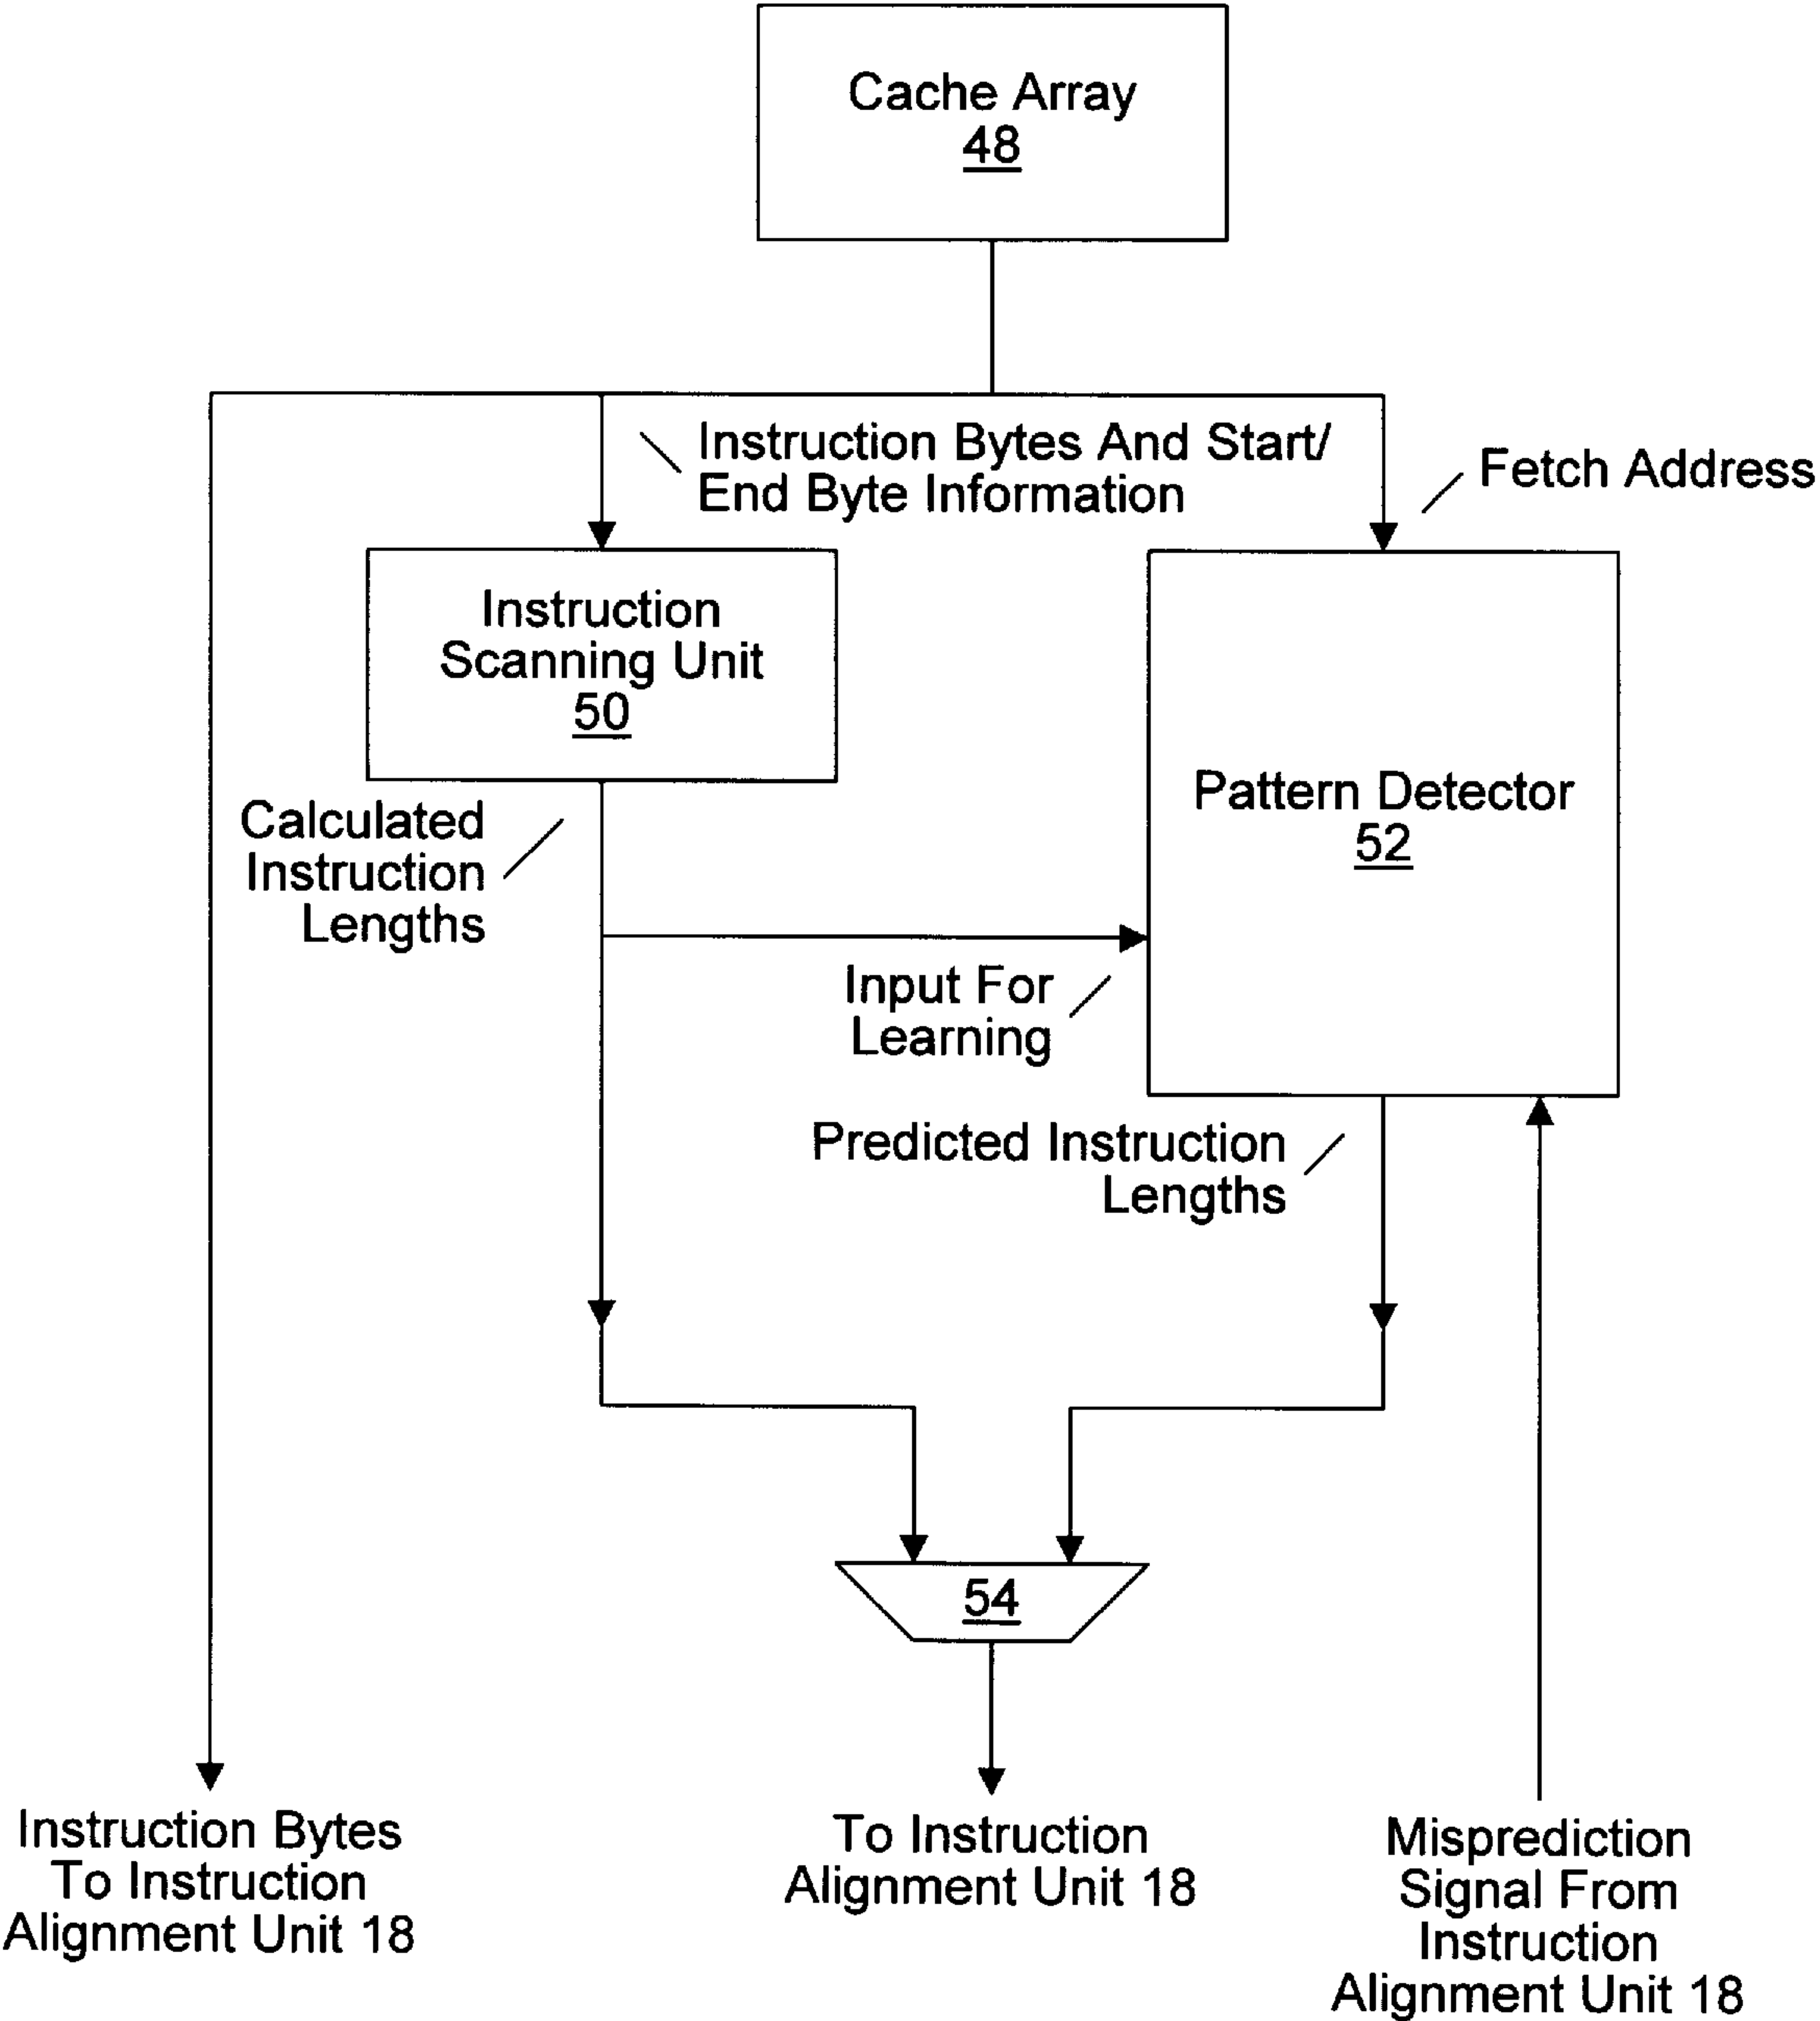 Cache Array
48
Instruction Bytes And Start/
End Byte Information
Fetch Address
Instruction
Scanning Unit
50
Pattern Detector
52
Calculated
Instruction
Lengths
Input For
Learning
Predicted Instruction
Lengths
54
Instruction Bytes
To Instruction
Alignment Unit 18
To Instruction
Alignment Unit 18
Misprediction
Signal From
Instruction
Alignment Unit 18